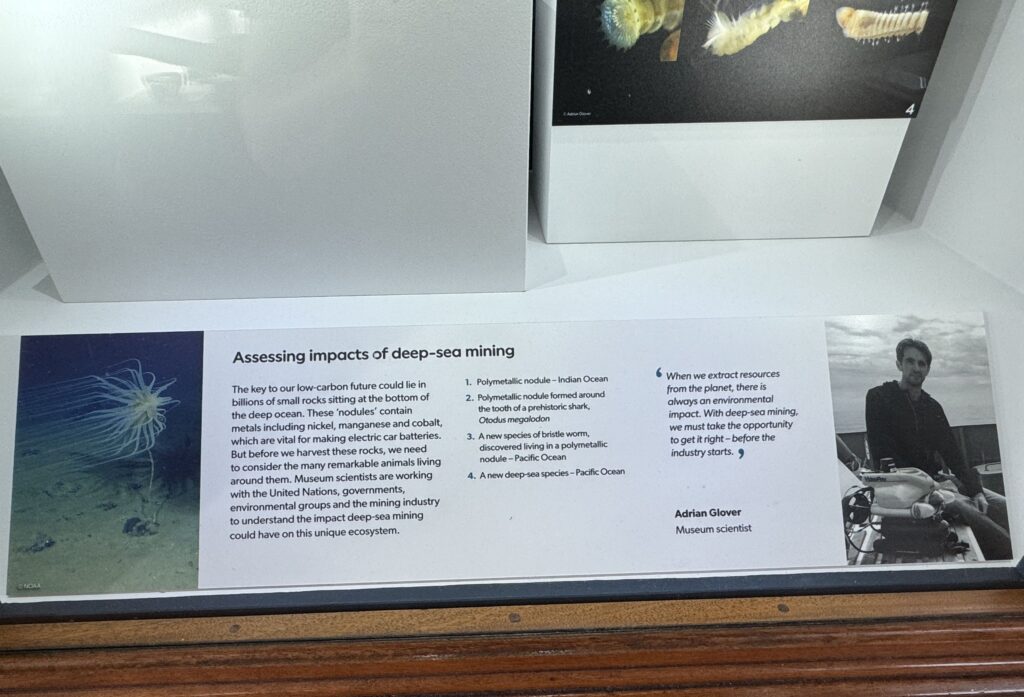 © Adrian Glover
4
Assessing impacts of deep-sea mining
The key to our low-carbon future could lie in
billions of small rocks sitting at the bottom of
the deep ocean. These ‘nodules’ contain
metals including nickel, manganese and cobalt,
which are vital for making electric car batteries.
But before we harvest these rocks, we need
to consider the many remarkable animals living
around them. Museum scientists are working
with the United Nations, governments,
environmental groups and the mining industry
to understand the impact deep-sea mining
could have on this unique ecosystem.
1. Polymetallic nodule – Indian Ocean
2. Polymetallic nodule formed around
the tooth of a prehistoric shark,
Otodus megalodon
3. A new species of bristle worm,
discovered living in a polymetallic
nodule – Pacific Ocean
4. A new deep-sea species – Pacific Ocean
‘ When we extract resources
from the planet, there is
always an environmental
impact. With deep-sea mining,
we must take the opportunity
to get it right – before the
industry starts. ’
Adrian Glover
Museum scientist
© NOAA
VideoRay